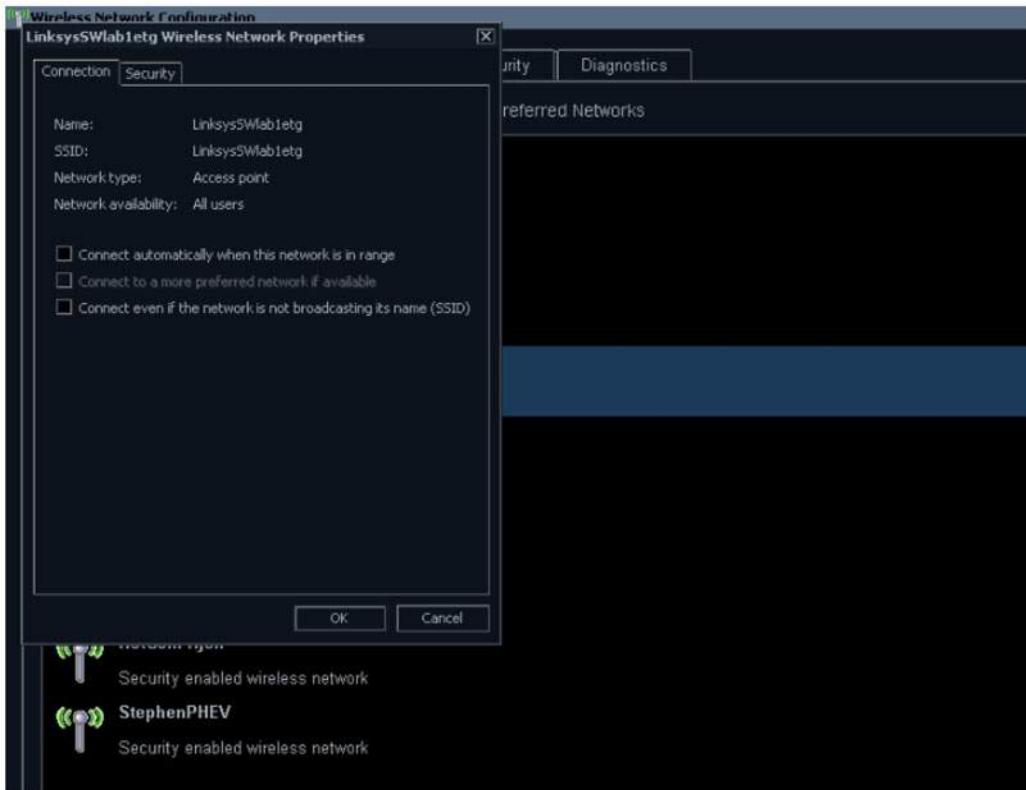 Wireless Network Configuration
LinksysSWlab1etg Wireless Network Properties
Connection Security
Diagnostics
Name: LinksysSWlab1etg
SSID: LinksysSWlab1etg
Network type: Access point
Network availability: All users
Networks
Connect automatically when this network is in range
Connect to a more preferred network if available
Connect even if the network is not broadcasting its name (SSID)
OK Cancel
Security enabled wireless network
StephenPHEV
Security enabled wireless network